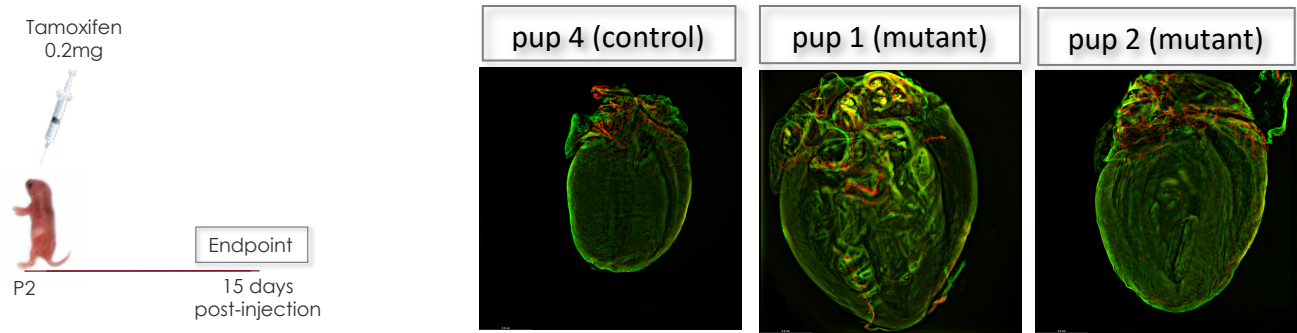 Tamoxifen
0.2mg
P2
Endpoint
15 days
post-injection
pup 4 (control)
pup 1 (mutant)
pup 2 (mutant)